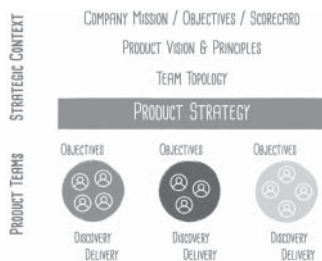 STRATEGIC CONTEXT
COMPANY MISSION / OBJECTIVES / SCORECARD
PRODUCT VISION & PRINCIPLES
TEAM TOPOLOGY
PRODUCT STRATEGY
PRODUCT TEAMS
OBJECTIVES OBJECTIVES OBJECTIVES
DISCOVERY DISCOVERY DISCOVERY
DELIVERY DELIVERY DELIVERY